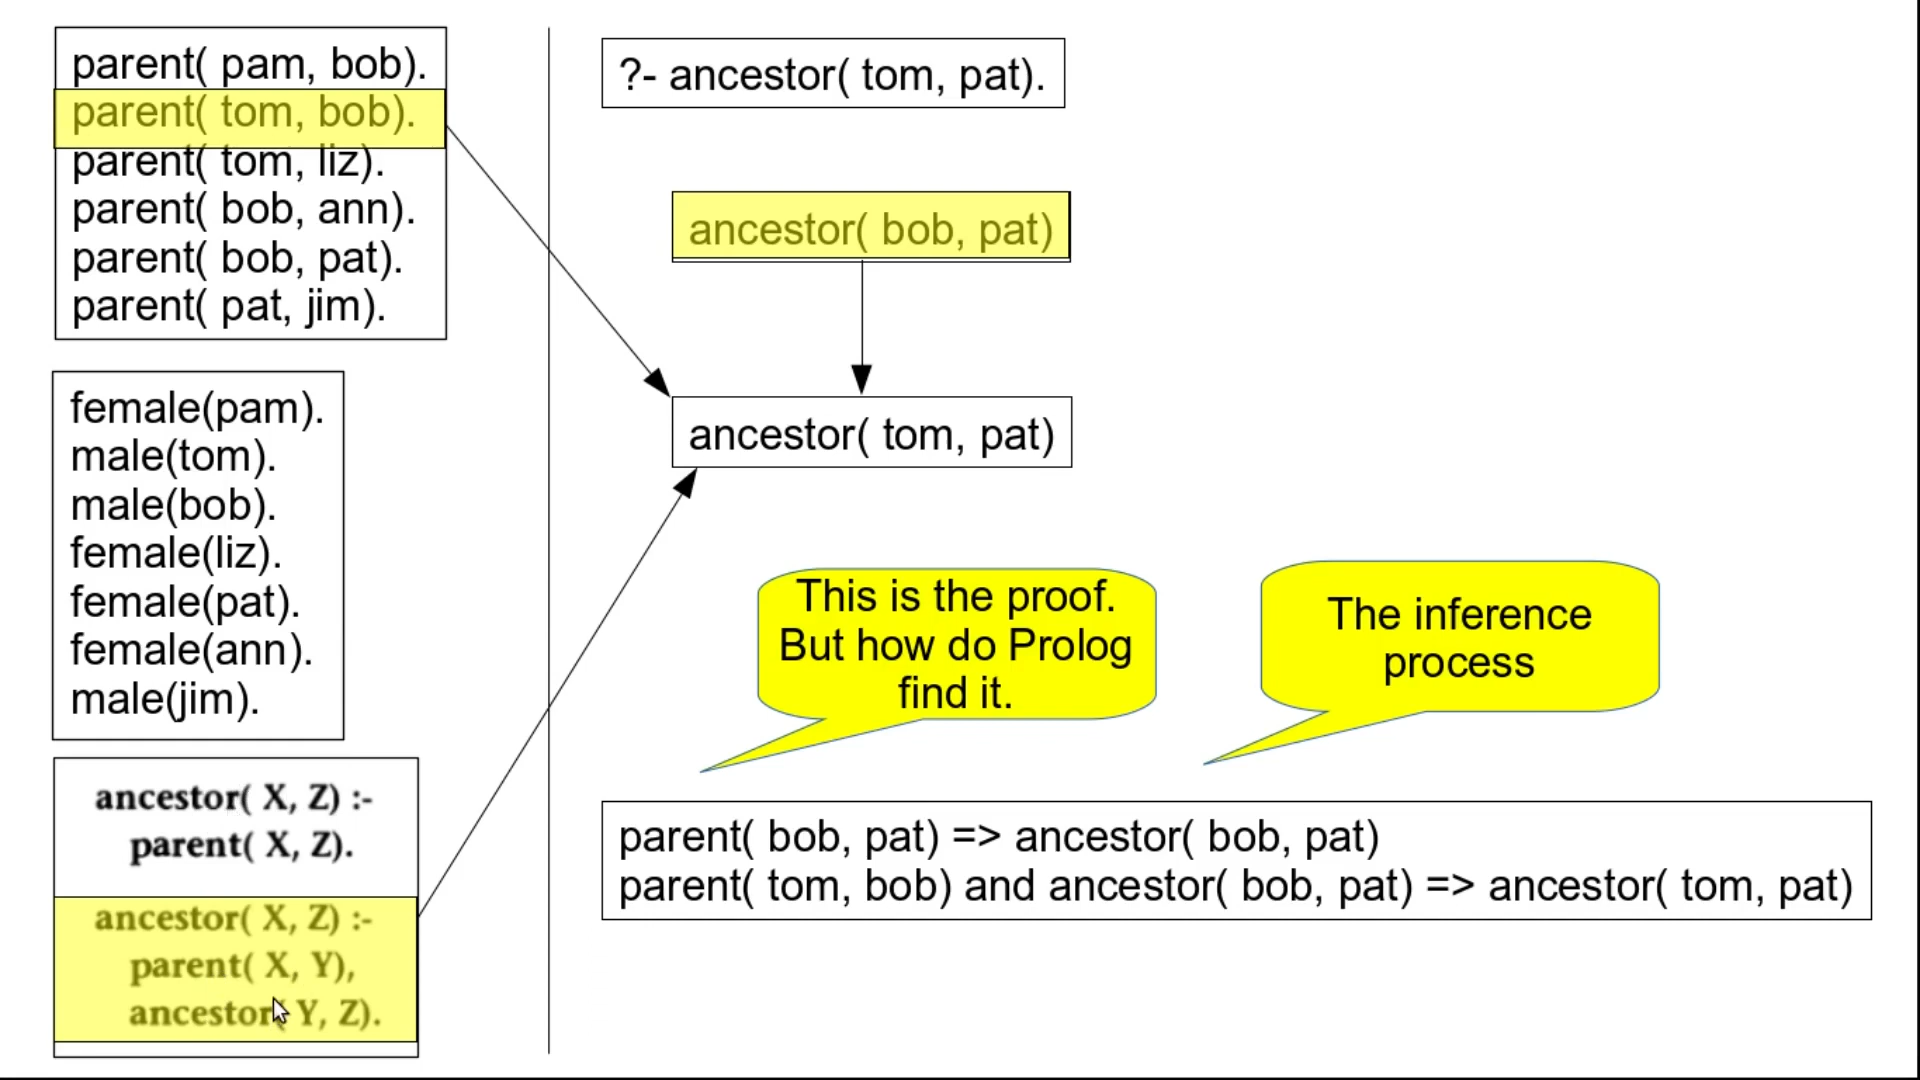 parent( pam, bob).
parent( tom, bob).
parent( tom, liz).
parent( bob, ann).
parent( bob, pat).
parent( pat, jim).
female(pam).
male(tom).
male(bob).
female(liz).
female(pat).
female(ann).
male(jim).
ancestor( X, Z) :-
parent( X, Z).
ancestor( X, Z) :-
parent( X, Y),
ancestor( Y, Z).
?- ancestor( tom, pat).
ancestor( bob, pat)
ancestor( tom, pat)
This is the proof.
But how do Prolog
find it.
The inference
process
parent( bob, pat) => ancestor( bob, pat)
parent( tom, bob) and ancestor( bob, pat) => ancestor( tom, pat)